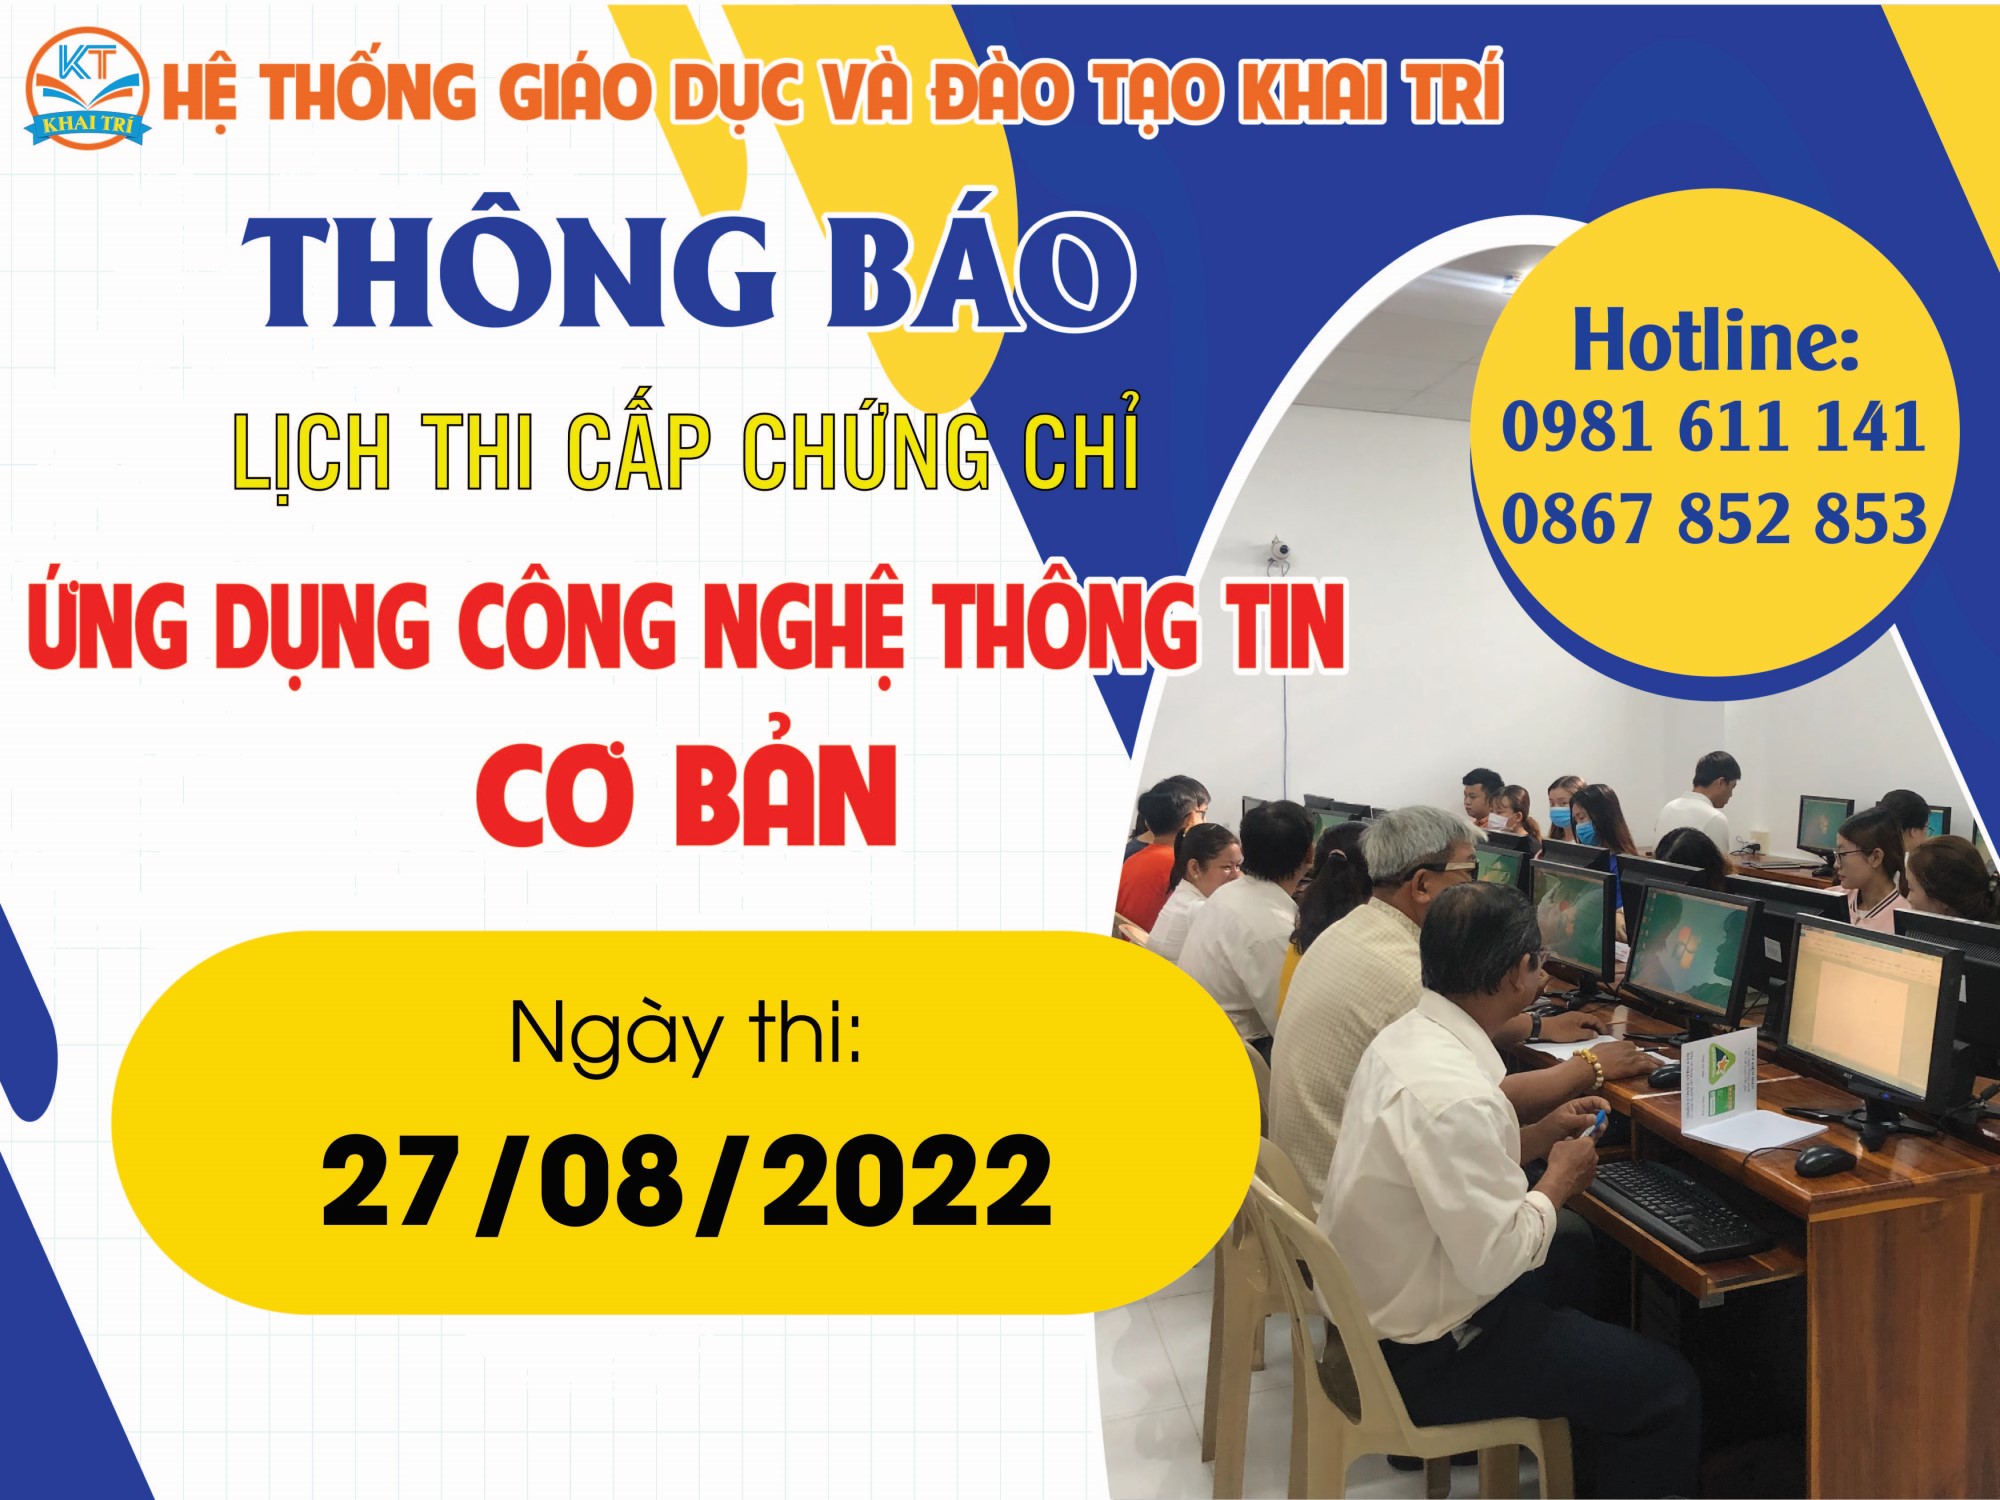 KT
KHAI TRÍ
HỆ THỐNG GIÁO DỤC VÀ ĐÀO TẠO KHAI TRÍ
THÔNG BÁO
LỊCH THI CẤP CHỨNG CHỈ
ỨNG DỤNG CÔNG NGHỆ THÔNG TIN
CƠ BẢN
Ngày thi:
27/08/2022
Hotline:
0981 611 141
0867 852 853